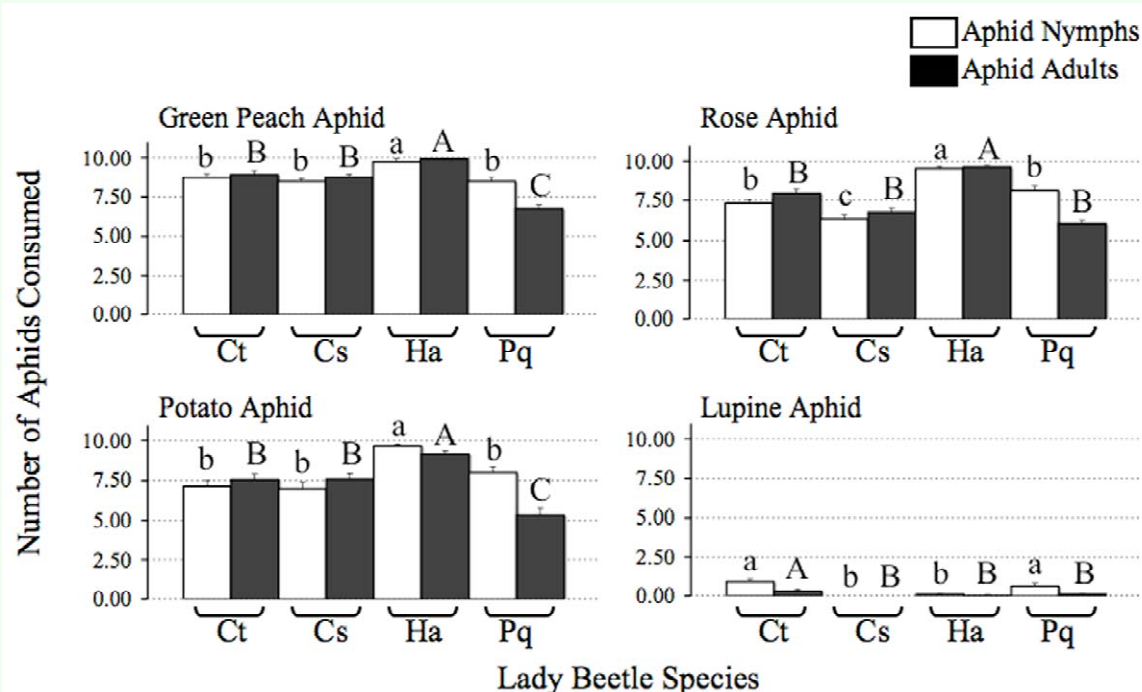 Aphid Nymphs
Aphid Adults
Number of Aphids Consumed
Green Peach Aphid
10.00
7.50
5.00
2.50
0.00
b B b B a A b C
Ct Cs Ha Pq
Rose Aphid
10.00
7.50
5.00
2.50
0.00
b B c B a A b B
Ct Cs Ha Pq
Potato Aphid
10.00
7.50
5.00
2.50
0.00
b B b B a A b C
Ct Cs Ha Pq
Lupine Aphid
10.00
7.50
5.00
2.50
0.00
a A b B b B a B
Ct Cs Ha Pq
Lady Beetle Species